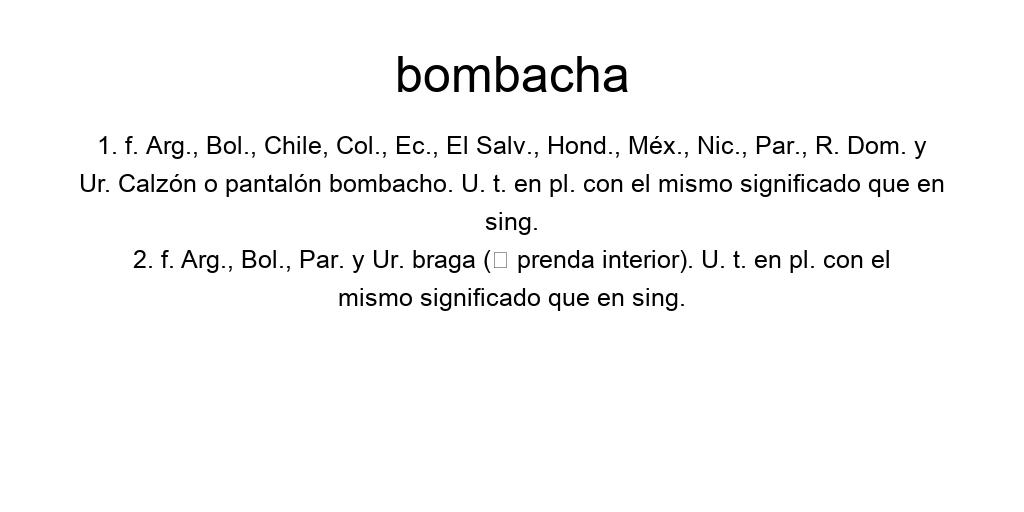 bombacha
1. f. Arg., Bol., Chile, Col., Ec., El Salv., Hond., Méx., Nic., Par., R. Dom. y
Ur. Calzón o pantalón bombacho. U. t. en pl. con el mismo significado que en
sing.
2. f. Arg., Bol., Par. y Ur. braga (□ prenda interior). U. t. en pl. con el
mismo significado que en sing.